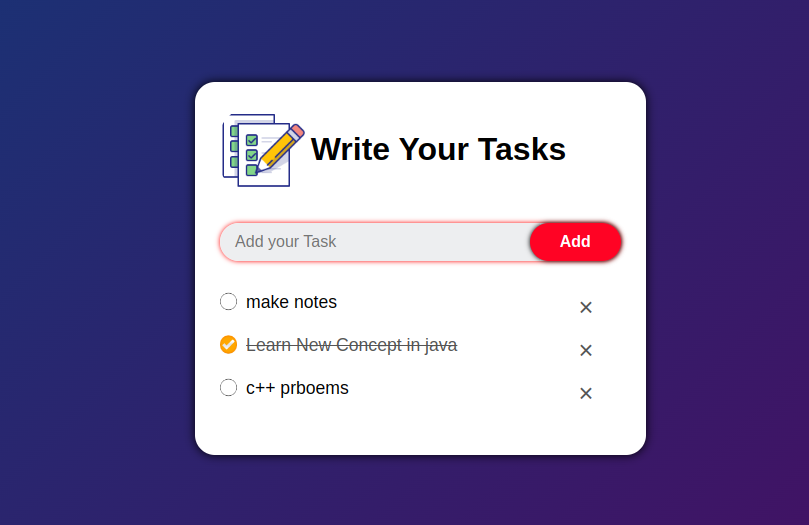 Write Your Tasks
Add your Task
Add
make notes
×
Learn New Concept in java
×
c++ prboems
×